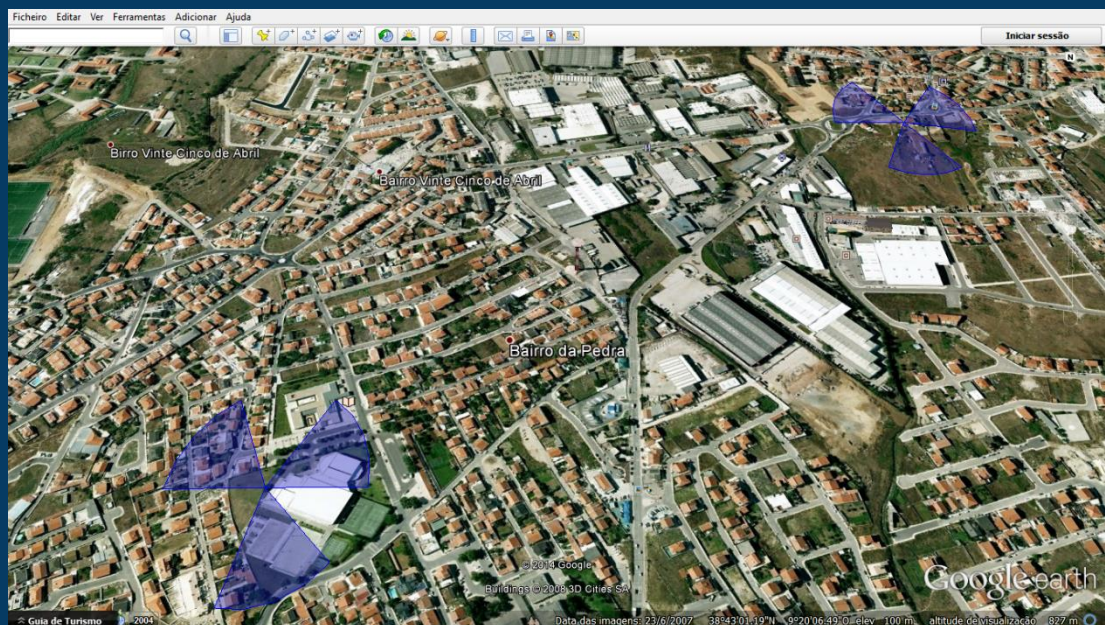 Ficheiro Editar Ver Ferramentas Adicionar Ajuda
Iniciar sessão
N
Birro Vinte Cinco de Abril
Bairro Vinte Cinco de Abril
Bairro da Pedra
© 2014 Google
Buildings © 2008 3D Cities SA
Google earth
Guia de Turismo 2004 Data das imagens: 23/6/2007 38°43'01.19"N 9°20'06.49"O elev 100 m altitude de visualização 827 m